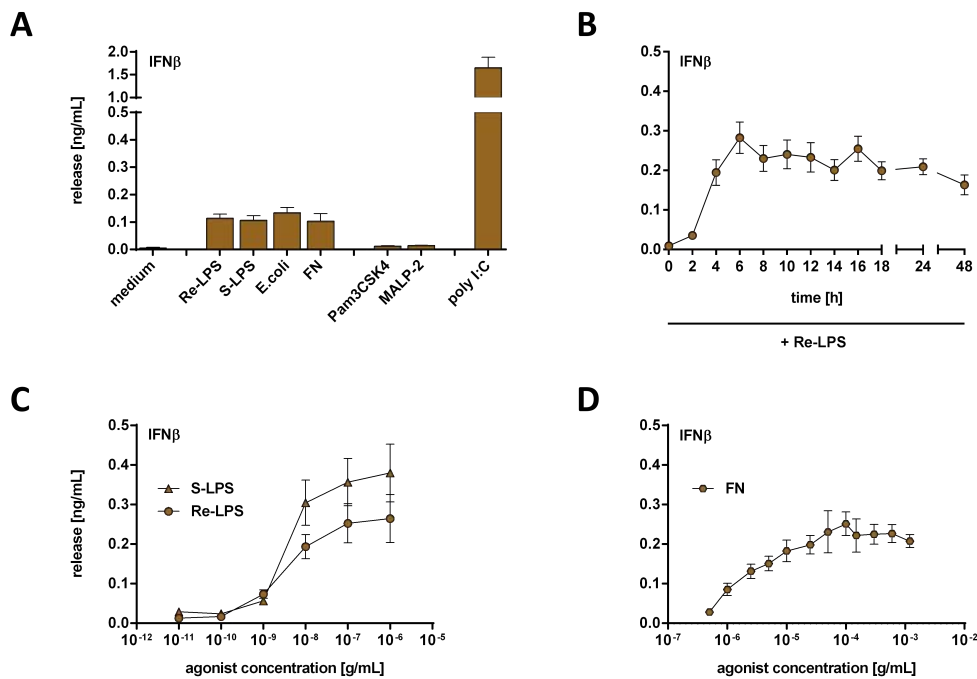 A
IFNβ
release [ng/mL]
2.0
1.5
1.0
0.5
0.4
0.3
0.2
0.1
0.0
medium
Re-LPS
S-LPS
E.coli
FN
Pam3CSK4
MALP-2
poly I:C
B
IFNβ
0.5
0.4
0.3
0.2
0.1
0.0
0 2 4 6 8 10 12 14 16 18 24 48
time [h]
+ Re-LPS
C
IFNβ
release [ng/mL]
0.5
0.4
0.3
0.2
0.1
0.0
S-LPS
Re-LPS
10⁻¹² 10⁻¹¹ 10⁻¹⁰ 10⁻⁹ 10⁻⁸ 10⁻⁷ 10⁻⁶ 10⁻⁵
agonist concentration [g/mL]
D
IFNβ
0.5
0.4
0.3
0.2
0.1
0.0
FN
10⁻⁷ 10⁻⁶ 10⁻⁵ 10⁻⁴ 10⁻³ 10⁻²
agonist concentration [g/mL]